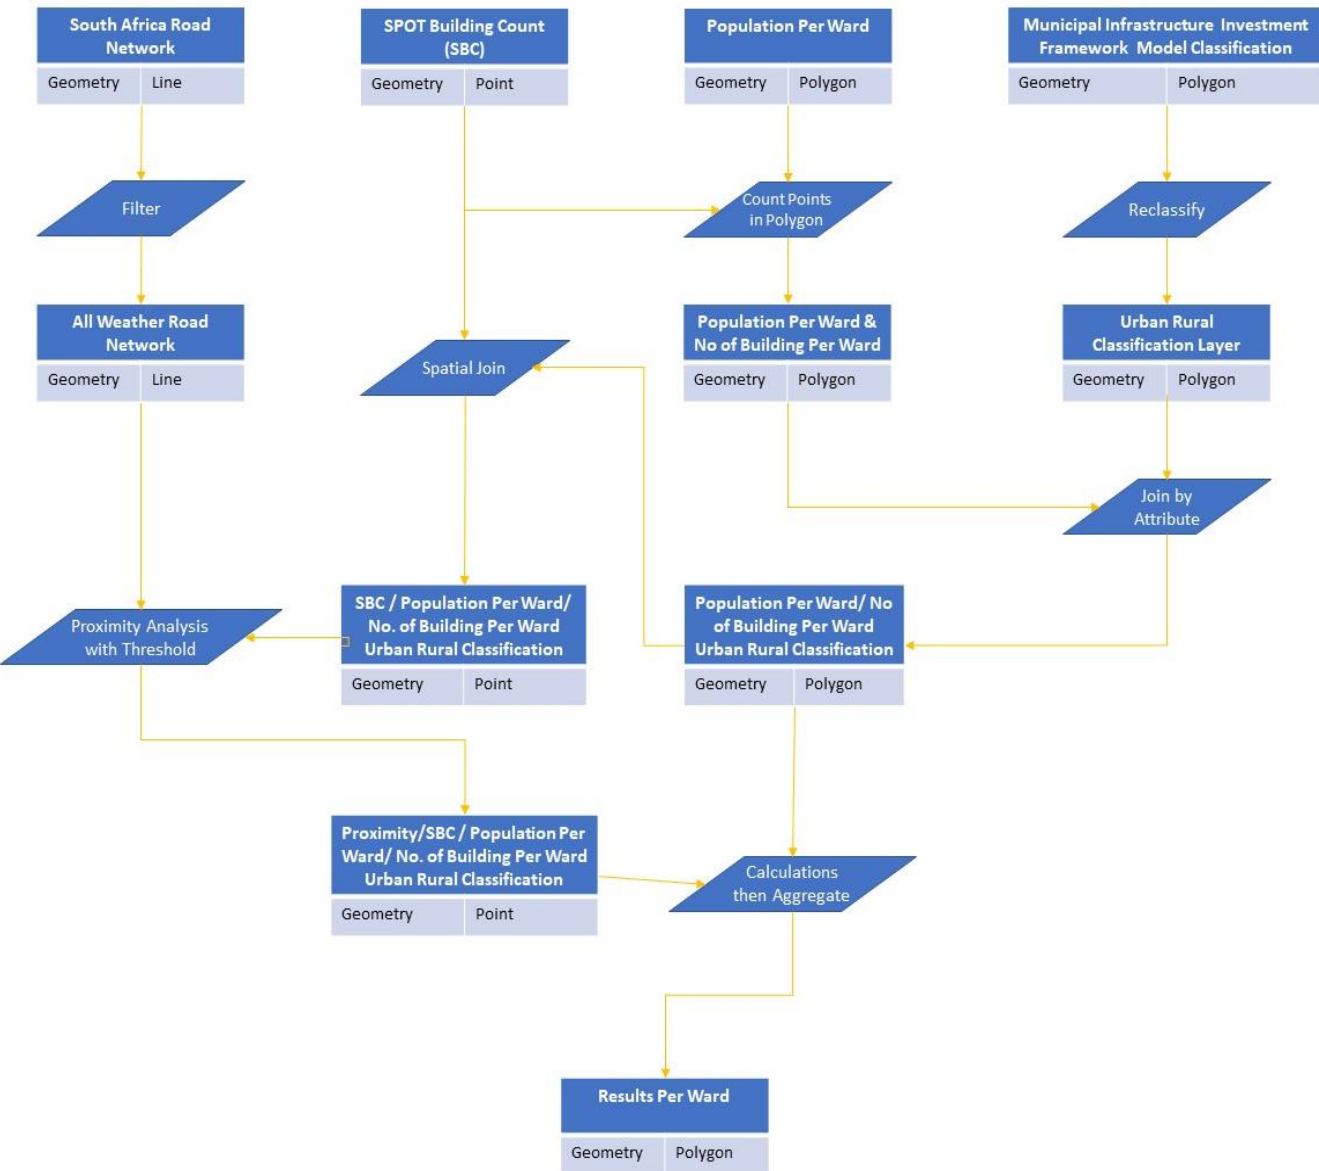 South Africa Road
Network
Geometry Line
SPOT Building Count
(SBC)
Geometry Point
Population Per Ward
Geometry Polygon
Municipal Infrastructure Investment
Framework Model Classification
Geometry Polygon
Filter
Count Points
in Polygon
Reclassify
All Weather Road
Network
Geometry Line
Spatial Join
Population Per Ward &
No of Building Per Ward
Geometry Polygon
Urban Rural
Classification Layer
Geometry Polygon
Join by
Attribute
Proximity Analysis
with Threshold
SBC / Population Per Ward/
No. of Building Per Ward
Urban Rural Classification
Geometry Point
Population Per Ward/ No
of Building Per Ward
Urban Rural Classification
Geometry Polygon
Proximity/SBC / Population Per
Ward/ No. of Building Per Ward
Urban Rural Classification
Geometry Point
Calculations
then Aggregate
Results Per Ward
Geometry Polygon